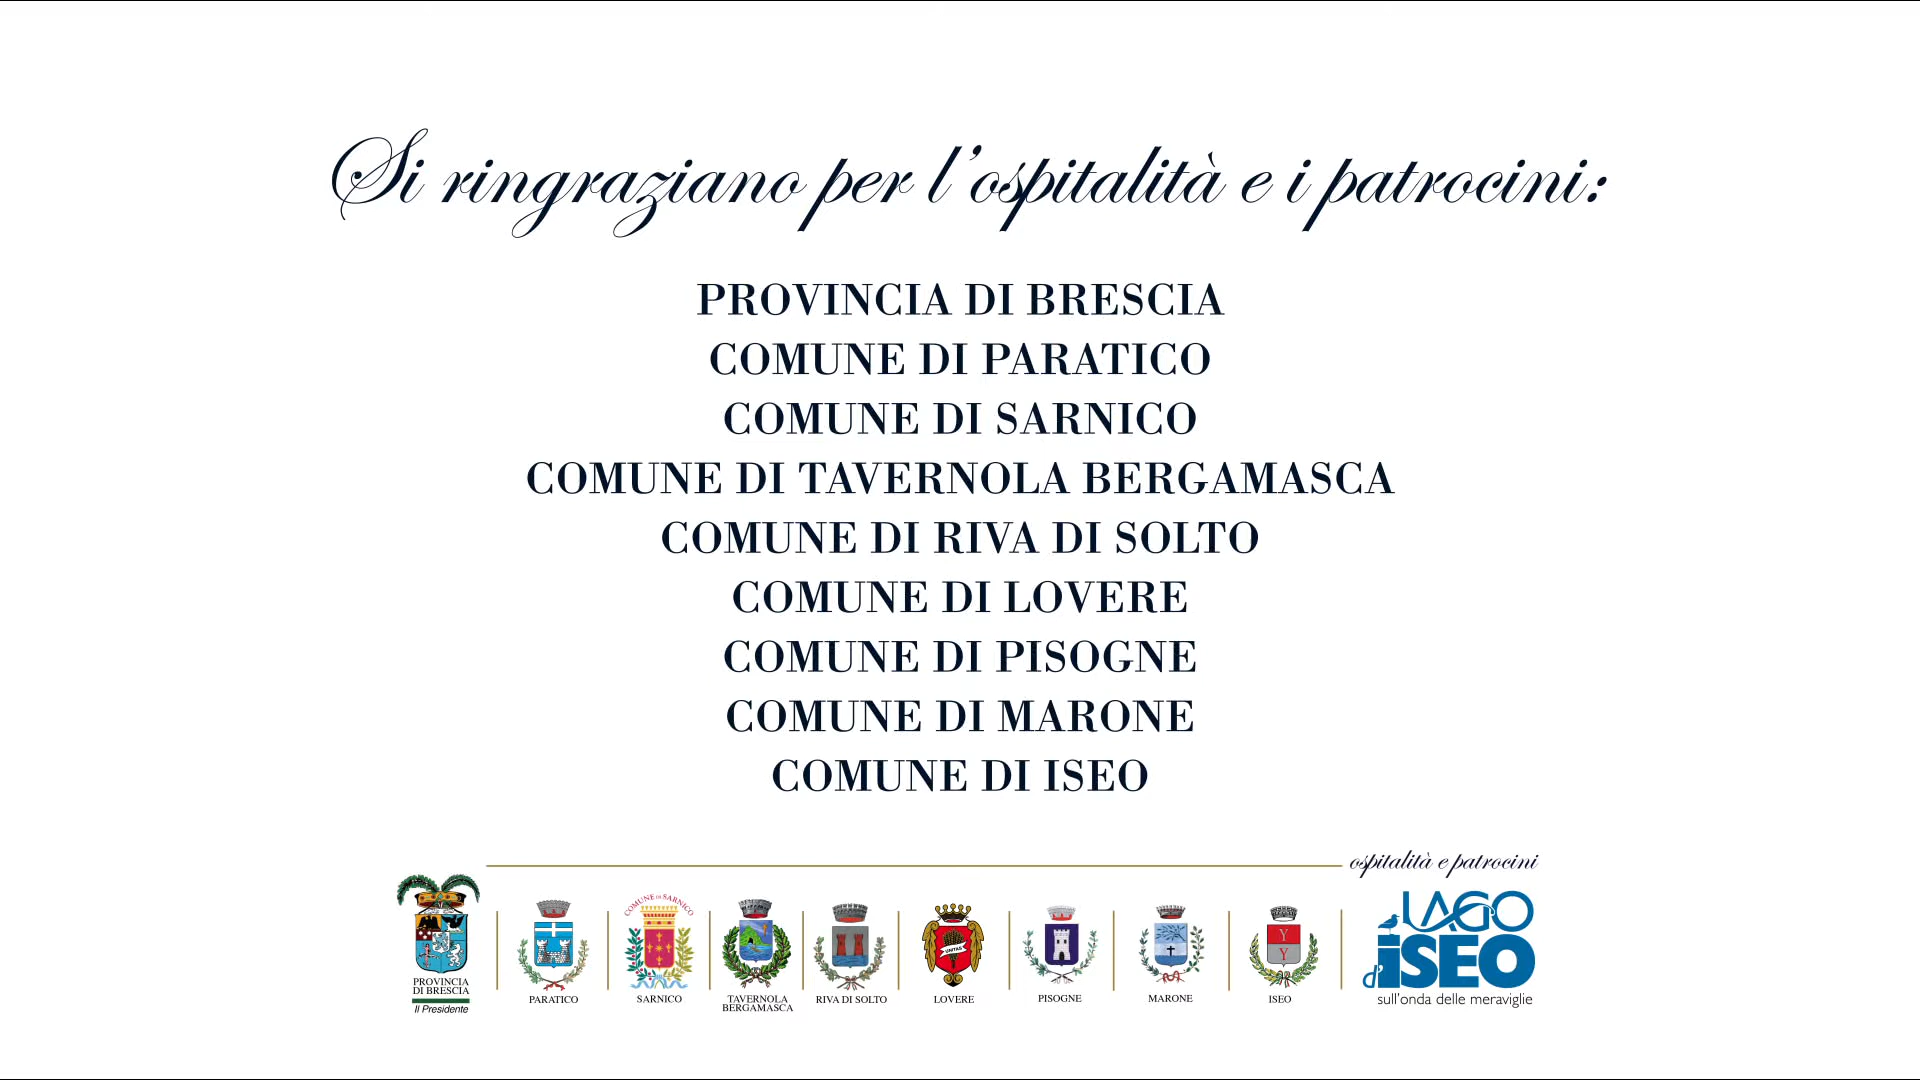 Si ringraziano per l'ospitalità e i patrocini:
PROVINCIA DI BRESCIA
COMUNE DI PARATICO
COMUNE DI SARNICO
COMUNE DI TAVERNOLA BERGAMASCA
COMUNE DI RIVA DI SOLTO
COMUNE DI LOVERE
COMUNE DI PISOGNE
COMUNE DI MARONE
COMUNE DI ISEO
ospitalità e patrocini
PROVINCIA
DI BRESCIA
Il Presidente
PARATICO
COMUNE DI SARNICO
SARNICO
TAVERNOLA
BERGAMASCA
RIVA DI SOLTO
UNITAS
LOVERE
PISOGNE
MARONE
Y
Y
ISEO
LAGO
d'ISEO
sull'onda delle meraviglie